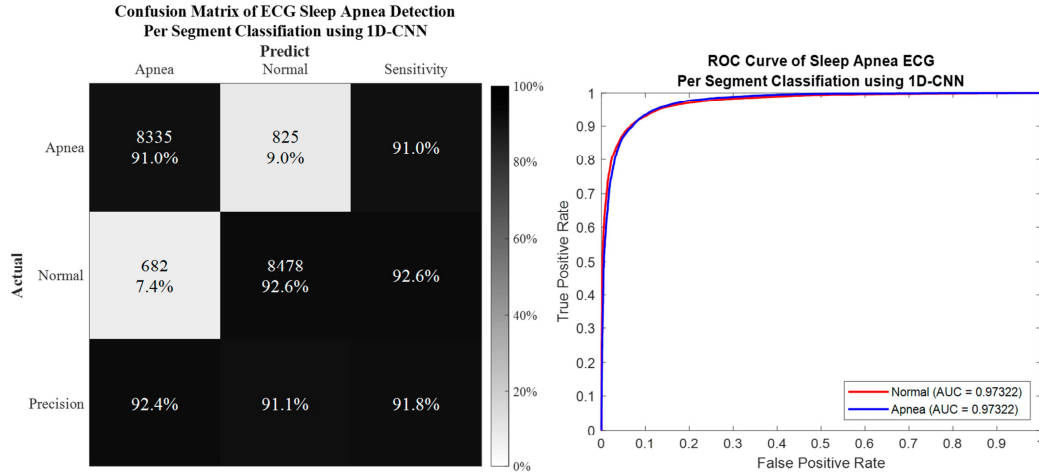 Confusion Matrix of ECG Sleep Apnea Detection
Per Segment Classifiation using 1D-CNN
Predict
Apnea Normal Sensitivity
Actual
Apnea
8335
91.0%
825
9.0%
91.0%
Normal
682
7.4%
8478
92.6%
92.6%
Precision
92.4%
91.1%
91.8%
100%
80%
60%
40%
20%
0%
ROC Curve of Sleep Apnea ECG
Per Segment Classifiation using 1D-CNN
True Positive Rate
1
0.9
0.8
0.7
0.6
0.5
0.4
0.3
0.2
0.1
0
0 0.1 0.2 0.3 0.4 0.5 0.6 0.7 0.8 0.9 1
False Positive Rate
Normal (AUC = 0.97322)
Apnea (AUC = 0.97322)